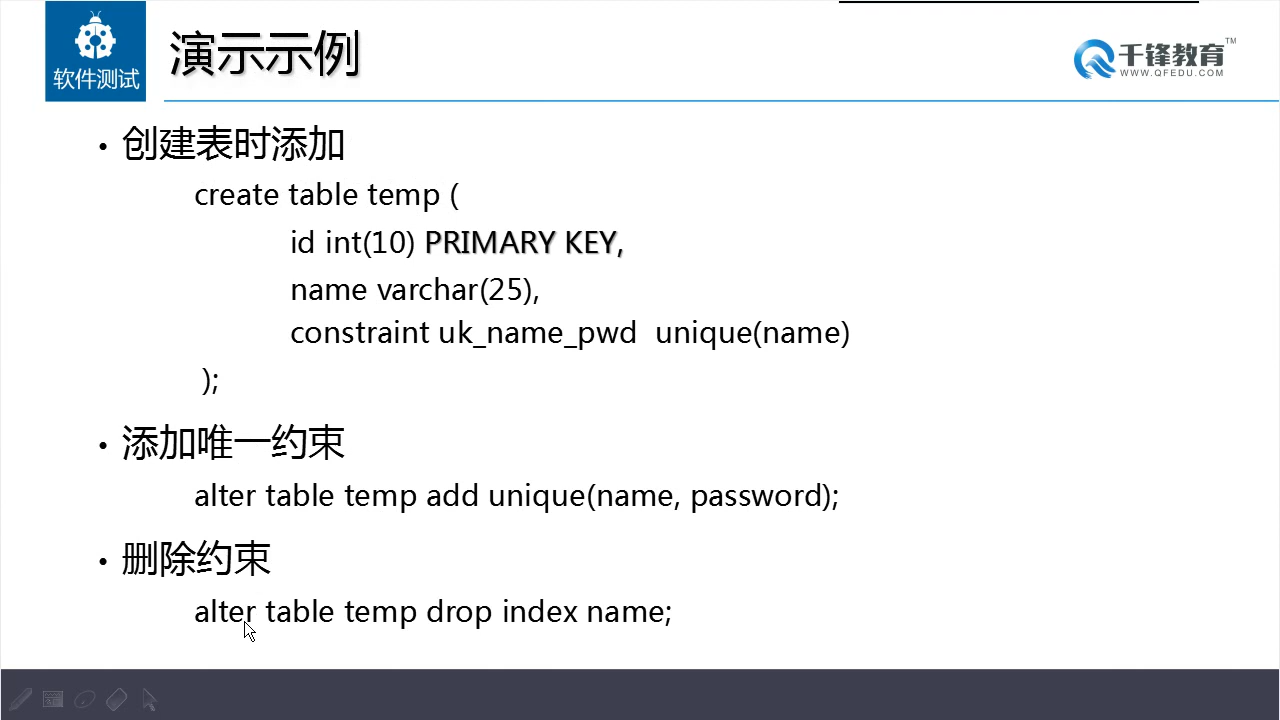 软件测试
演示示例
千锋教育 TM
WWW.QFEDU.COM
• 创建表时添加
create table temp (
id int(10) PRIMARY KEY,
name varchar(25),
constraint uk_name_pwd  unique(name)
);
• 添加唯一约束
alter table temp add unique(name, password);
• 删除约束
alter table temp drop index name;